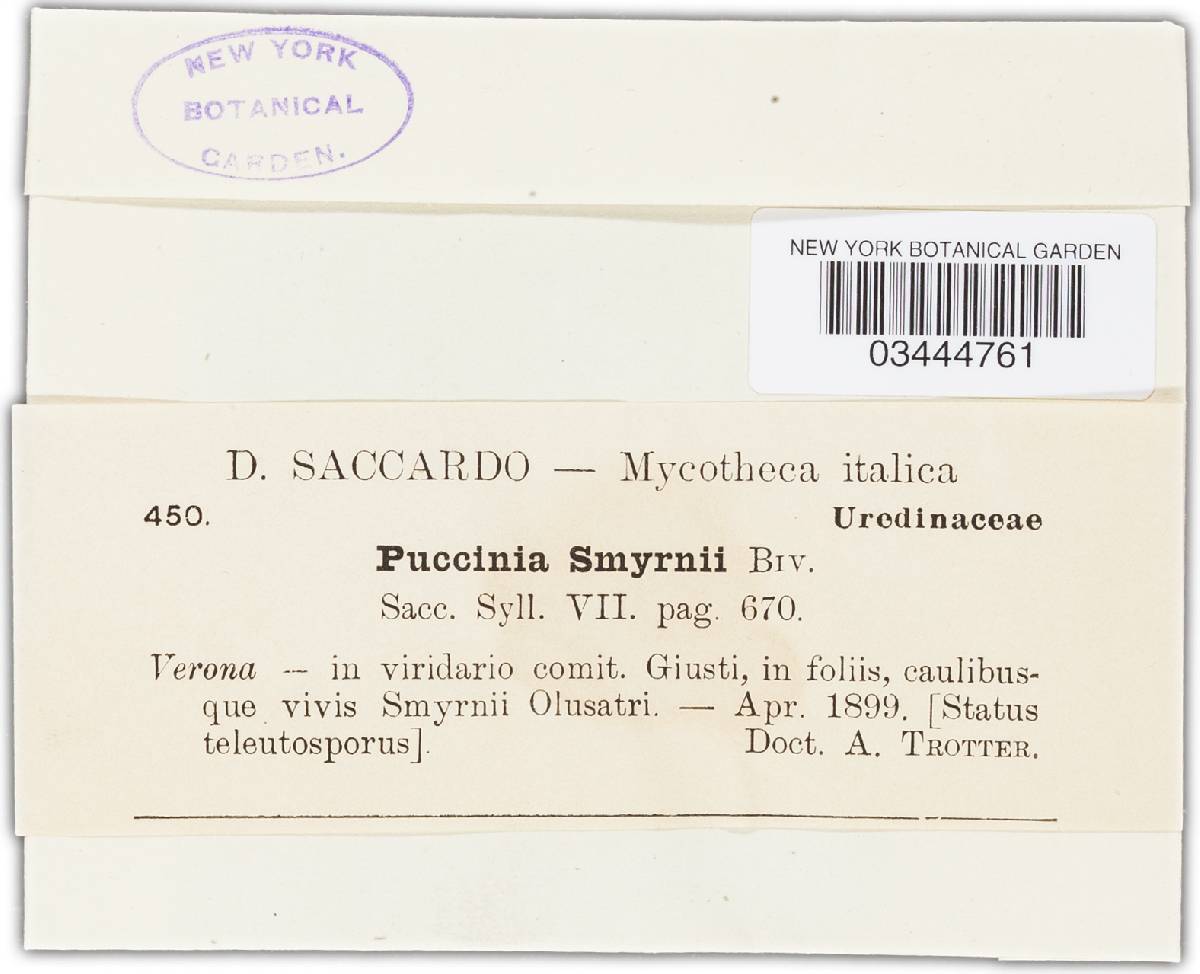 NEW YORK
BOTANICAL
GARDEN.
NEW YORK BOTANICAL GARDEN
03444761
D. SACCARDO — Mycotheca italica
450. Uredinaceae
Puccinia Smyrnii Biv.
Sacc. Syll. VII. pag. 670.
Verona — in viridario comit. Giusti, in foliis, caulibus-
que vivis Smyrnii Olusatri. — Apr. 1899. [Status
teleutosporus]. Doct. A. Trotter.